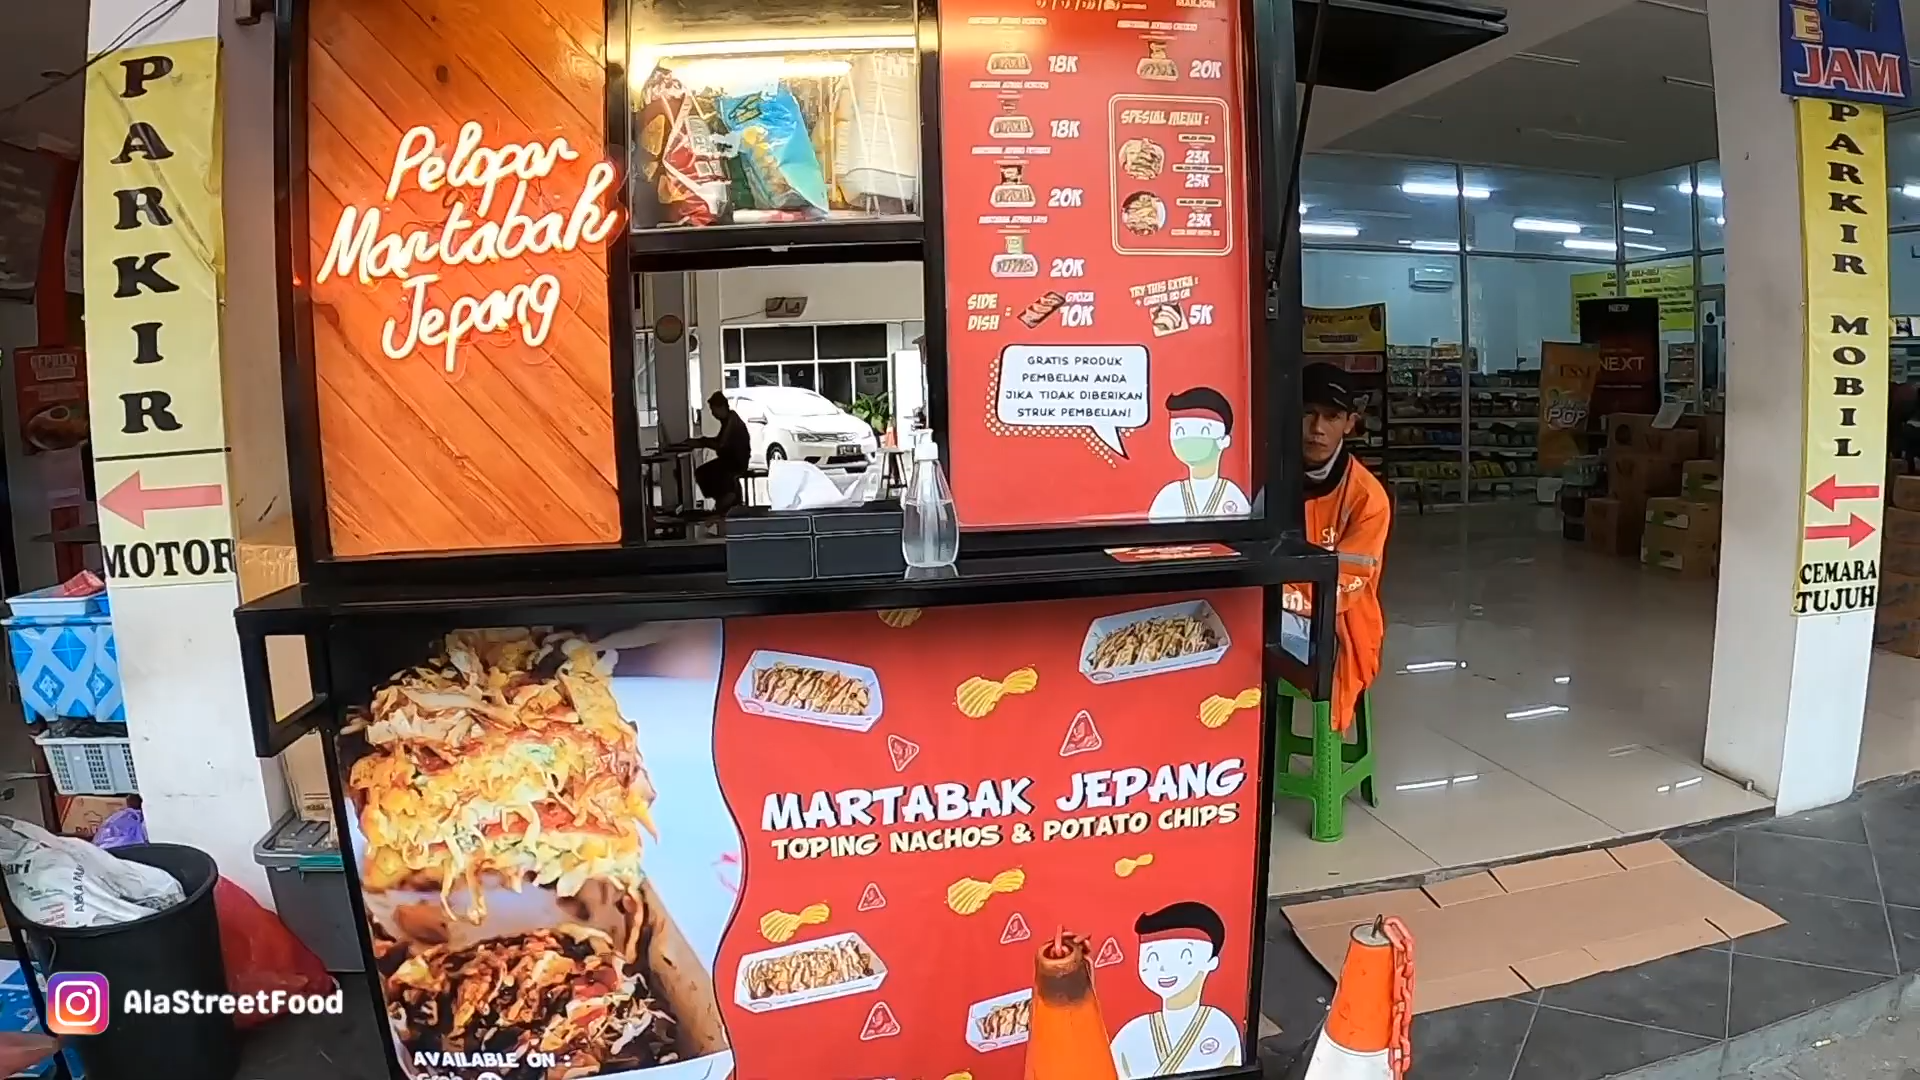 PARKIR
MOTOR
Pelopor
Martabak
Jepang
18K
20K
18K
20K
20K
SPESIAL MENU :
23K
25K
23K
SIDE
DISH :
GYOZA
10K
TRY THIS EXTRA :
5K
GRATIS PRODUK
PEMBELIAN ANDA
JIKA TIDAK DIBERIKAN
STRUK PEMBELIAN!
JAM
PARKIR MOBIL
CEMARA
TUJUH
NEW
NEXT
MARTABAK JEPANG
TOPING NACHOS & POTATO CHIPS
AVAILABLE ON :
AlaStreetFood